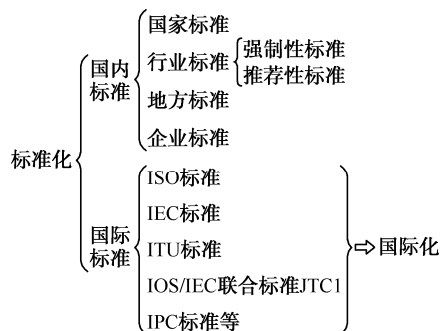 国家标准
行业标准
强制性标准
推荐性标准
国内
标准
地方标准
企业标准
标准化
ISO标准
IEC标准
国际
标准
ITU标准
国际化
IOS/IEC联合标准JTC1
IPC标准等